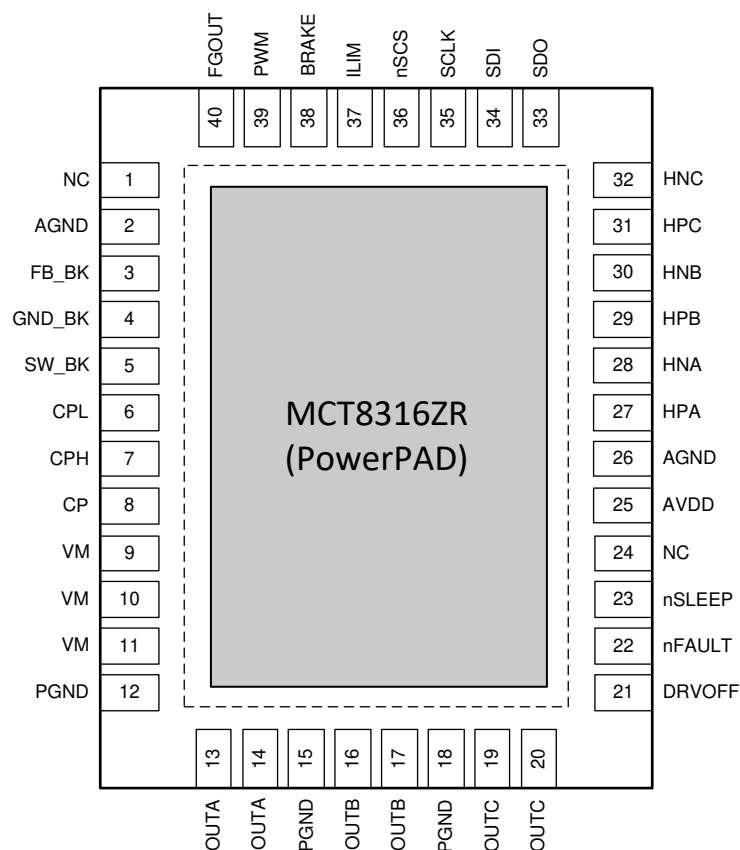 FGOUT PWM BRAKE ILIM nSCS SCLK SDI SDO
40 39 38 37 36 35 34 33
NC 1 32 HNC
AGND 2 31 HPC
FB_BK 3 30 HNB
GND_BK 4 29 HPB
SW_BK 5 28 HNA
CPL 6 27 HPA
CPH 7 26 AGND
CP 8 25 AVDD
VM 9 24 NC
VM 10 23 nSLEEP
VM 11 22 nFAULT
PGND 12 21 DRVOFF
MCT8316ZR
(PowerPAD)
13 14 15 16 17 18 19 20
OUTA OUTA PGND OUTB OUTB PGND OUTC OUTC